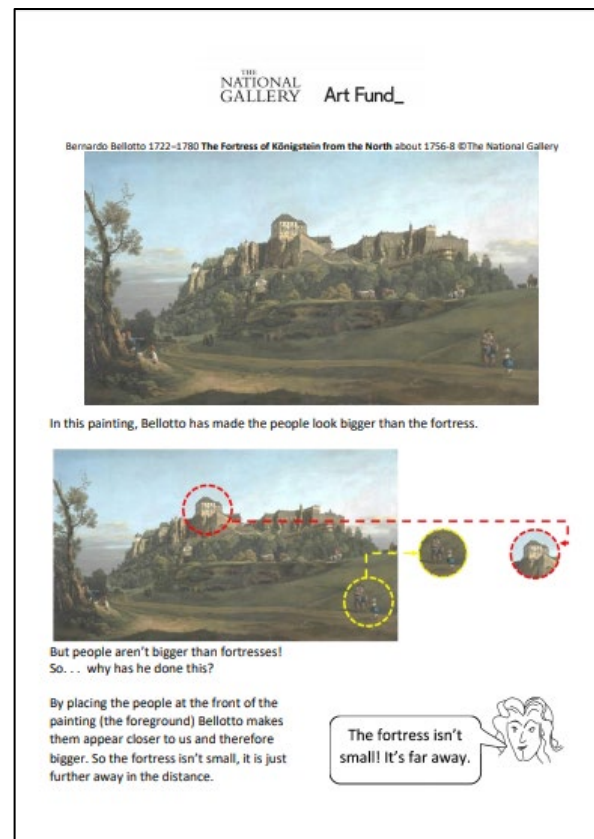 THE
NATIONAL
GALLERY
Art Fund_
Bernardo Bellotto 1722–1780 The Fortress of Königstein from the North about 1756-8 ©The National Gallery
In this painting, Bellotto has made the people look bigger than the fortress.
But people aren't bigger than fortresses!
So. . .  why has he done this?
By placing the people at the front of the
painting (the foreground) Bellotto makes
them appear closer to us and therefore
bigger. So the fortress isn't small, it is just
further away in the distance.
The fortress isn't
small! It's far away.